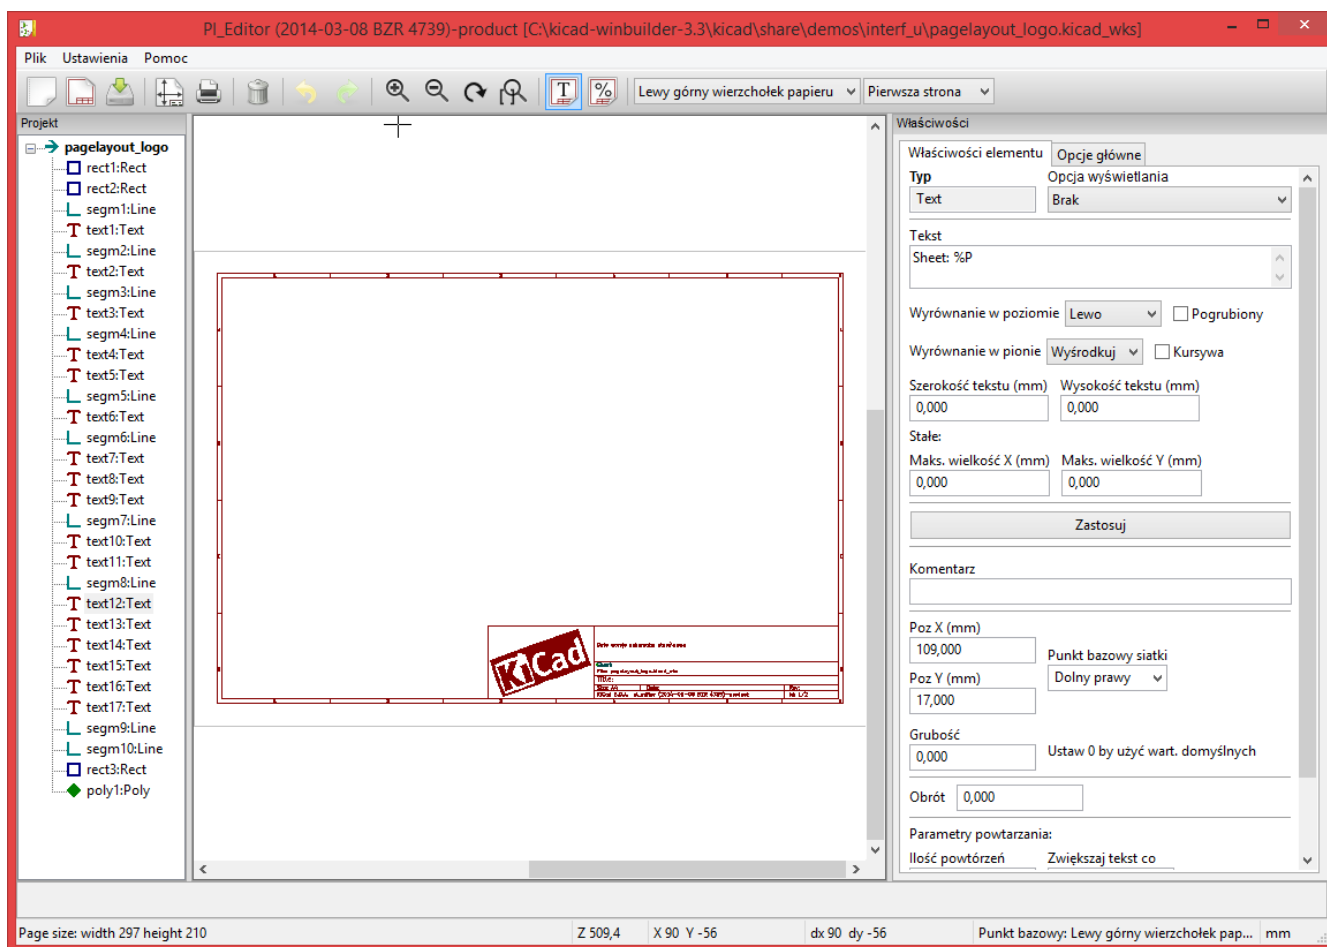 Pl_Editor (2014-03-08 BZR 4739)-product [C:\kicad-winbuilder-3.3\kicad\share\demos\interf_u\pagelayout_logo.kicad_wks]
Plik Ustawienia Pomoc
Lewy górny wierzchołek papieru Pierwsza strona
Projekt
pagelayout_logo
rect1:Rect
rect2:Rect
segm1:Line
text1:Text
segm2:Line
text2:Text
segm3:Line
text3:Text
segm4:Line
text4:Text
text5:Text
segm5:Line
text6:Text
segm6:Line
text7:Text
text8:Text
text9:Text
segm7:Line
text10:Text
text11:Text
segm8:Line
text12:Text
text13:Text
text14:Text
text15:Text
text16:Text
text17:Text
segm9:Line
segm10:Line
rect3:Rect
poly1:Poly
KiCad
Title:
Właściwości
Właściwości elementu Opcje główne
Typ Opcja wyświetlania
Text Brak
Tekst
Sheet: %P
Wyrównanie w poziomie Lewo Pogrubiony
Wyrównanie w pionie Wyśrodkuj Kursywa
Szerokość tekstu (mm) Wysokość tekstu (mm)
0,000 0,000
Stałe:
Maks. wielkość X (mm) Maks. wielkość Y (mm)
0,000 0,000
Zastosuj
Komentarz
Poz X (mm)
109,000 Punkt bazowy siatki
Poz Y (mm) Dolny prawy
17,000
Grubość
0,000 Ustaw 0 by użyć wart. domyślnych
Obrót 0,000
Parametry powtarzania:
Ilość powtórzeń Zwiększaj tekst co
Page size: width 297 height 210 Z 509,4 X 90 Y -56 dx 90 dy -56 Punkt bazowy: Lewy górny wierzchołek pap... mm